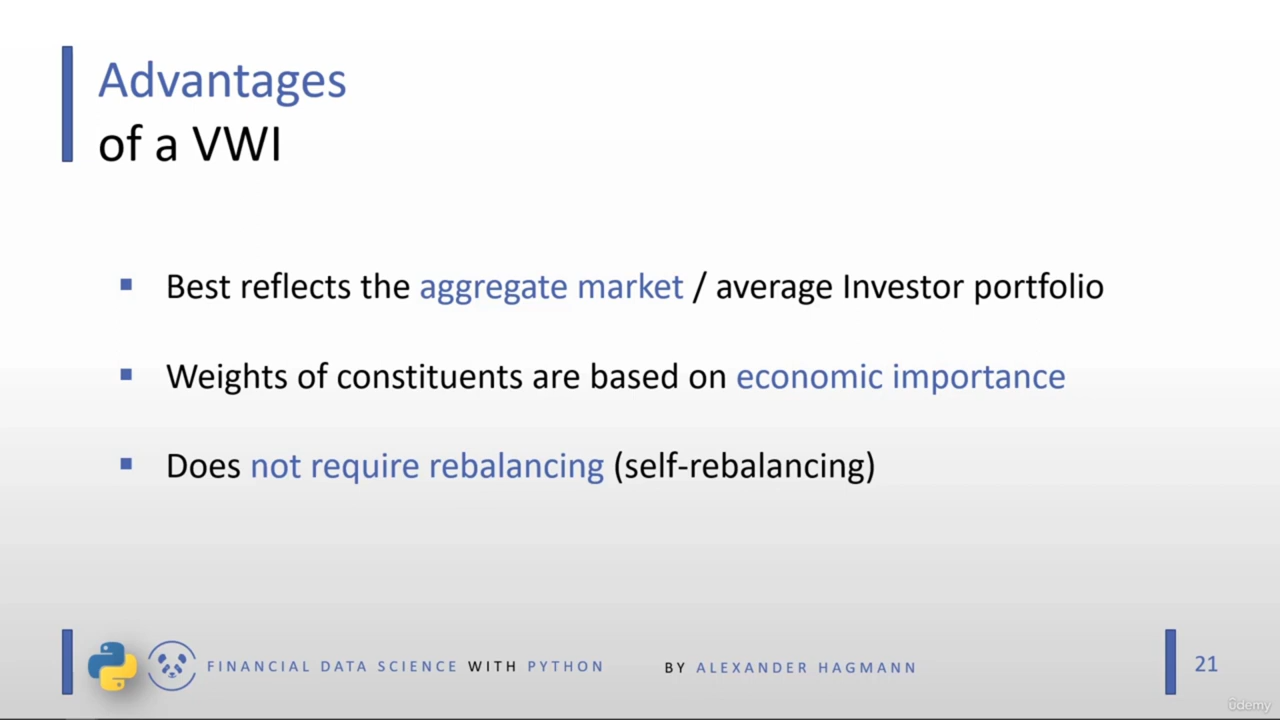 Advantages
of a VWI
▪ Best reflects the aggregate market / average Investor portfolio
▪ Weights of constituents are based on economic importance
▪ Does not require rebalancing (self-rebalancing)
FINANCIAL DATA SCIENCE WITH PYTHON BY ALEXANDER HAGMANN
21
ûdemy